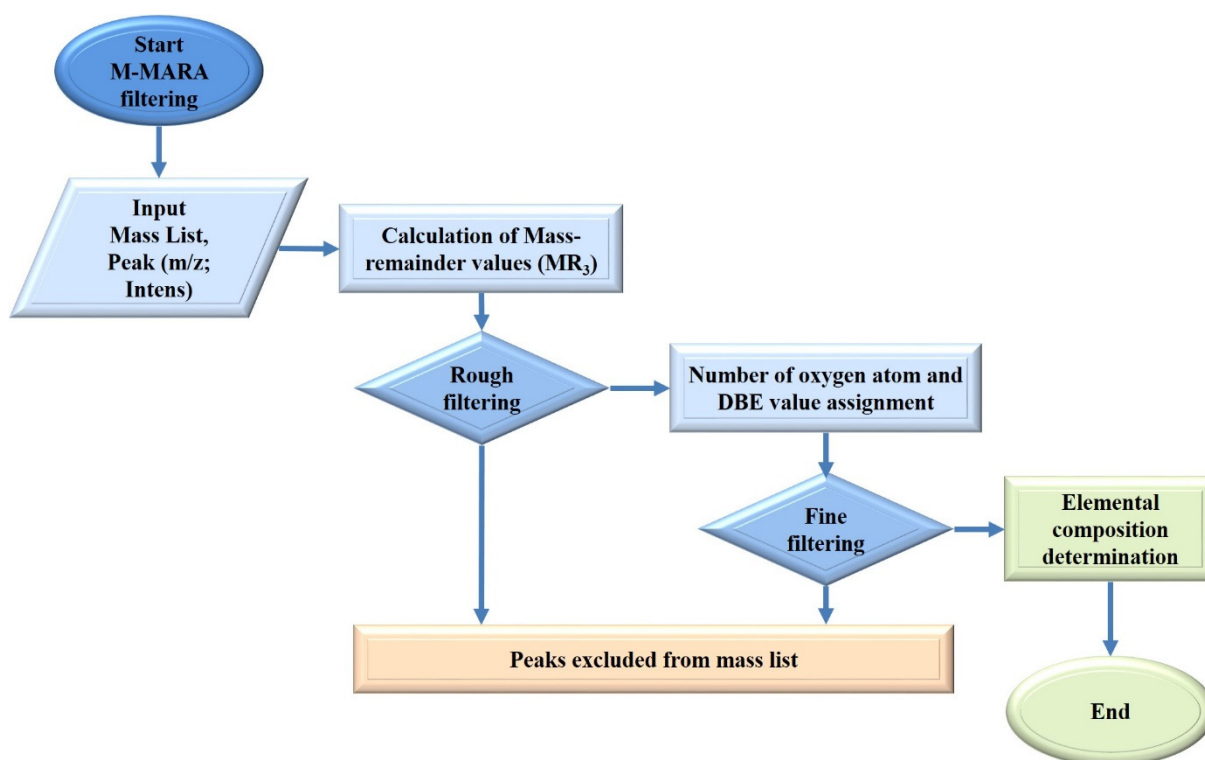 Start
M-MARA
filtering
Input
Mass List,
Peak (m/z;
Intens)
Calculation of Mass-
remainder values (MR₃)
Rough
filtering
Number of oxygen atom and
DBE value assignment
Fine
filtering
Elemental
composition
determination
Peaks excluded from mass list
End